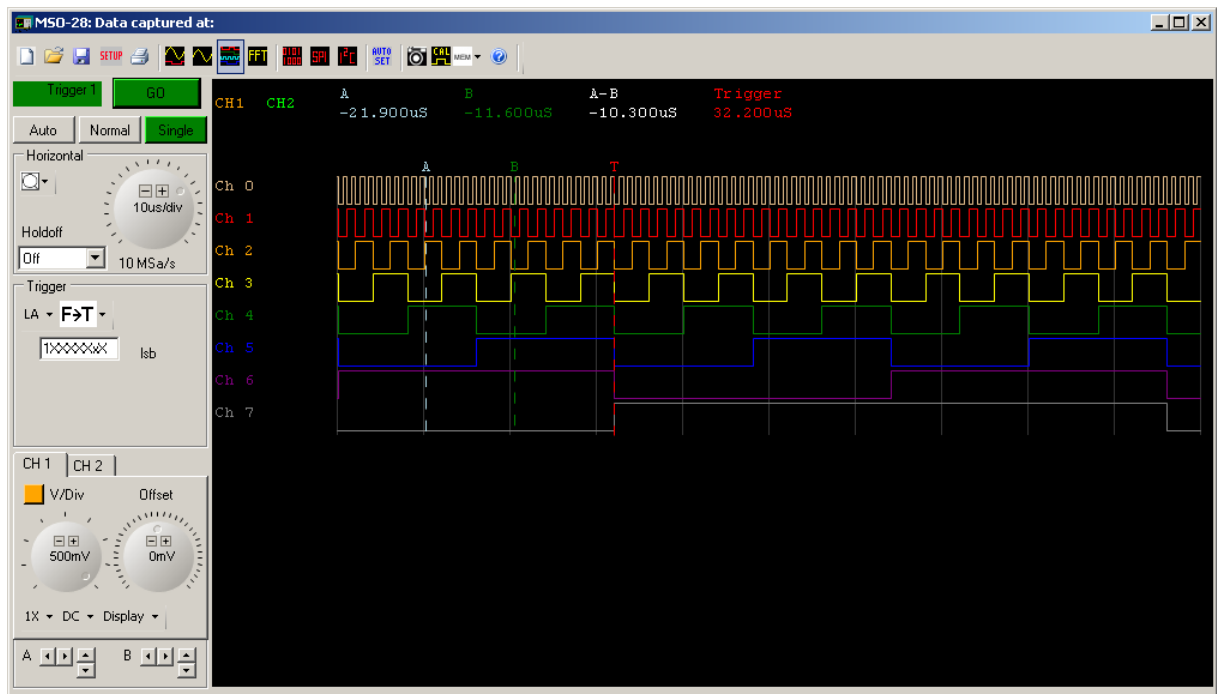 MSO-28: Data captured at:
SETUP
FFT
SPI
I²C
AUTO SET
CAL
MEM
Trigger 1
GO
CH1 CH2
A B A-B Trigger
-21.900uS -11.600uS -10.300uS 32.200uS
Auto Normal Single
Horizontal
10us/div
Holdoff
Off
10 MSa/s
A B T
Ch 0
Ch 1
Ch 2
Ch 3
Ch 4
Ch 5
Ch 6
Ch 7
Trigger
LA F→T
lsb
CH 1 CH 2
V/Div Offset
500mV 0mV
1X DC Display
A B